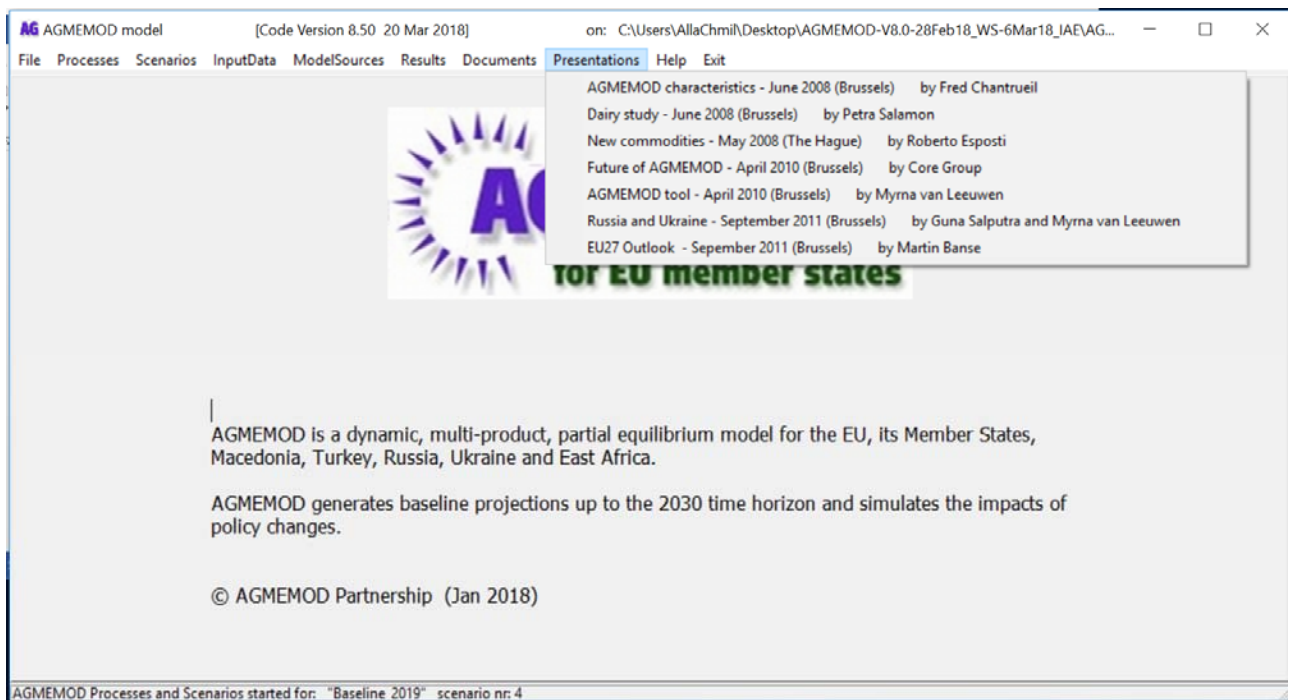 AG AGMEMOD model [Code Version 8.50 20 Mar 2018] on: C:\Users\AllaChmil\Desktop\AGMEMOD-V8.0-28Feb18_WS-6Mar18_IAE\AG...
File Processes Scenarios InputData ModelSources Results Documents Presentations Help Exit
AGMEMOD characteristics - June 2008 (Brussels) by Fred Chantrueil
Dairy study - June 2008 (Brussels) by Petra Salamon
New commodities - May 2008 (The Hague) by Roberto Esposti
Future of AGMEMOD - April 2010 (Brussels) by Core Group
AGMEMOD tool - April 2010 (Brussels) by Myrna van Leeuwen
Russia and Ukraine - September 2011 (Brussels) by Guna Salputra and Myrna van Leeuwen
EU27 Outlook - Sepember 2011 (Brussels) by Martin Banse
for EU member states
AGMEMOD is a dynamic, multi-product, partial equilibrium model for the EU, its Member States,
Macedonia, Turkey, Russia, Ukraine and East Africa.
AGMEMOD generates baseline projections up to the 2030 time horizon and simulates the impacts of
policy changes.
© AGMEMOD Partnership (Jan 2018)
AGMEMOD Processes and Scenarios started for: "Baseline 2019" scenario nr: 4